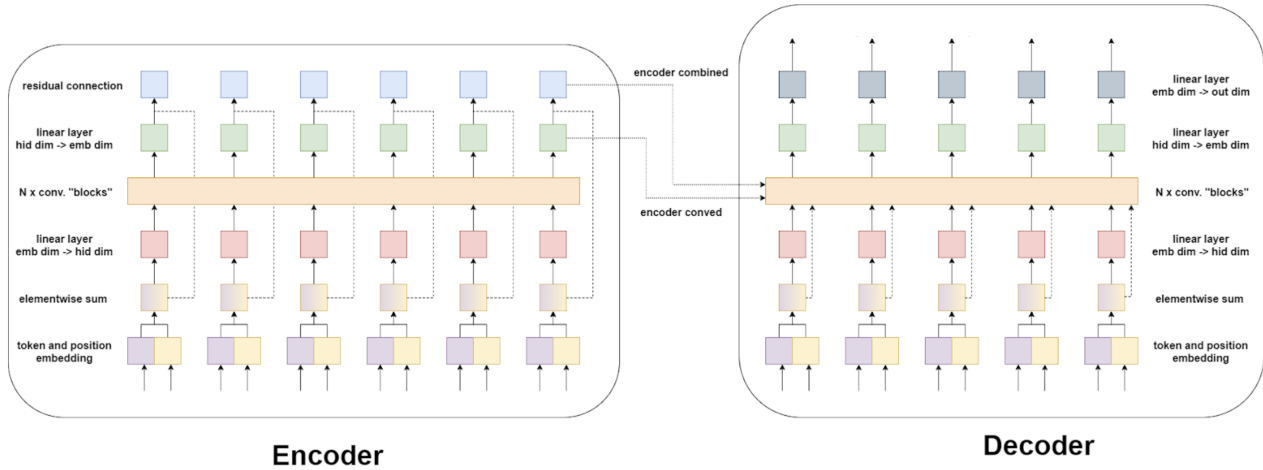 residual connection
linear layer
hid dim -> emb dim
N x conv. "blocks"
linear layer
emb dim -> hid dim
elementwise sum
token and position
embedding
Encoder
encoder combined
encoder conved
linear layer
emb dim -> out dim
linear layer
hid dim -> emb dim
N x conv. "blocks"
linear layer
emb dim -> hid dim
elementwise sum
token and position
embedding
Decoder